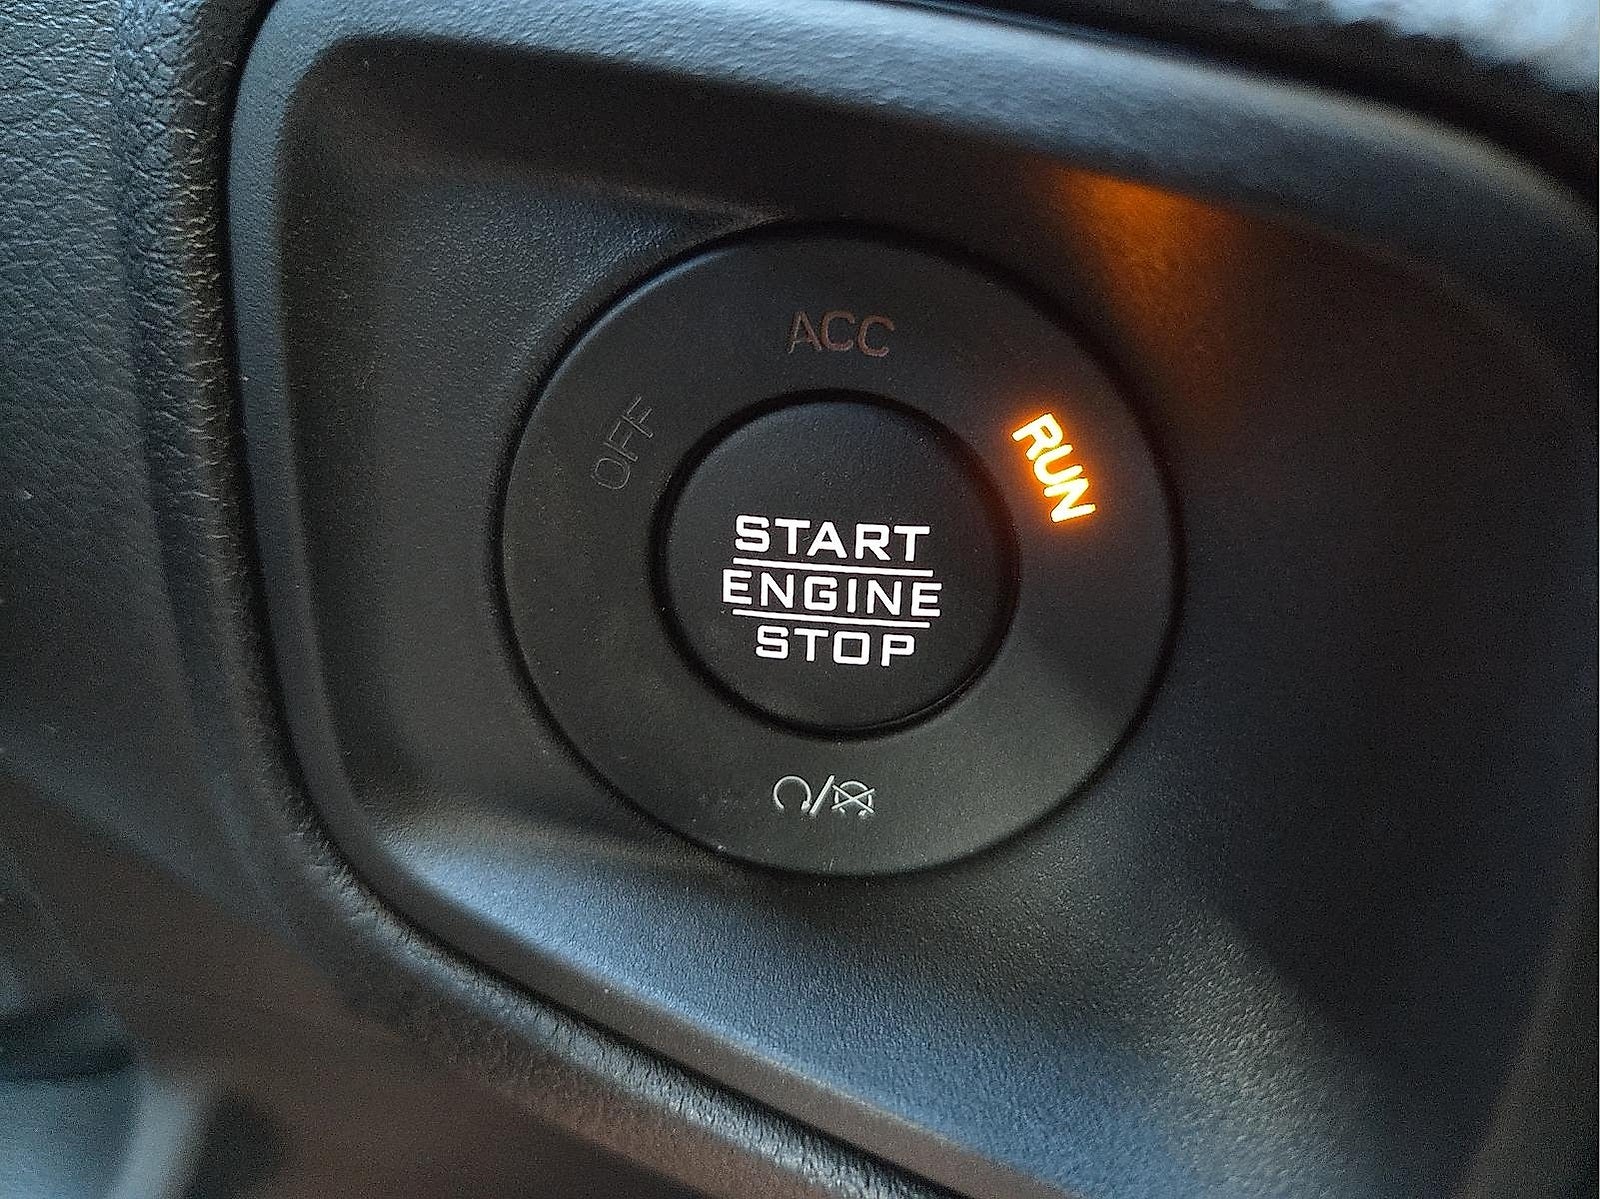 ACC
OFF
RUN
START
ENGINE
STOP